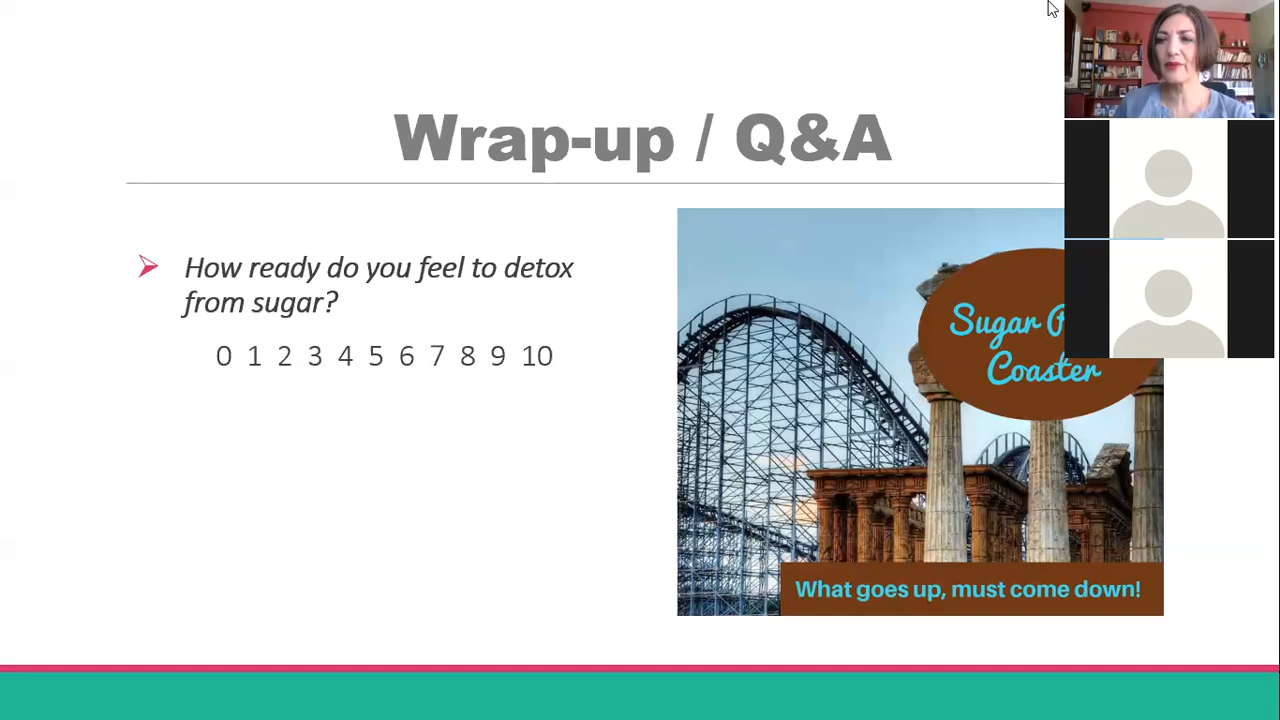 Wrap-up / Q&A
How ready do you feel to detox
from sugar?
0 1 2 3 4 5 6 7 8 9 10
Sugar
Coaster
What goes up, must come down!